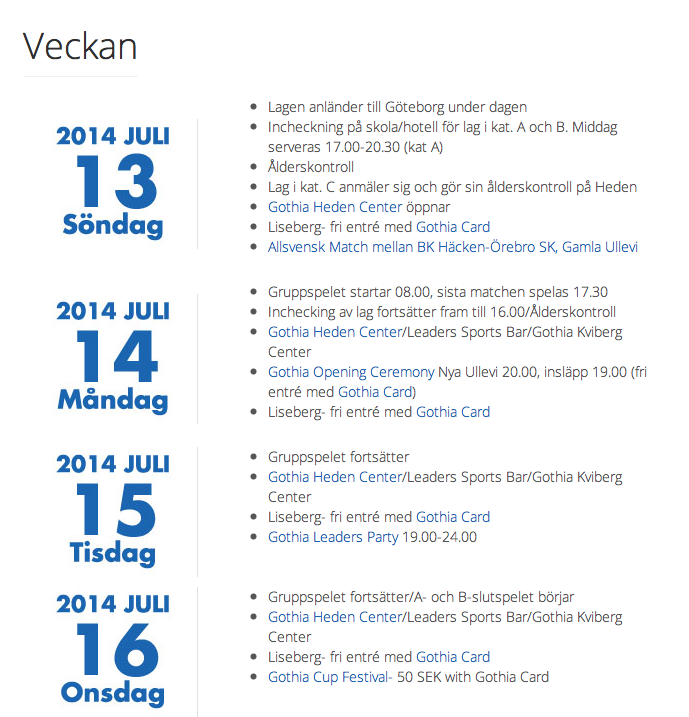 Veckan
2014 JULI
13
Söndag
• Lagen anländer till Göteborg under dagen
• Incheckning på skola/hotell för lag i kat. A och B. Middag
serveras 17.00-20.30 (kat A)
• Ålderskontroll
• Lag i kat. C anmäler sig och gör sin ålderskontroll på Heden
• Gothia Heden Center öppnar
• Liseberg- fri entré med Gothia Card
• Allsvensk Match mellan BK Häcken-Örebro SK, Gamla Ullevi
2014 JULI
14
Måndag
• Gruppspelet startar 08.00, sista matchen spelas 17.30
• Inchecking av lag fortsätter fram till 16.00/Ålderskontroll
• Gothia Heden Center/Leaders Sports Bar/Gothia Kviberg
Center
• Gothia Opening Ceremony Nya Ullevi 20.00, insläpp 19.00 (fri
entré med Gothia Card)
• Liseberg- fri entré med Gothia Card
2014 JULI
15
Tisdag
• Gruppspelet fortsätter
• Gothia Heden Center/Leaders Sports Bar/Gothia Kviberg
Center
• Liseberg- fri entré med Gothia Card
• Gothia Leaders Party 19.00-24.00
2014 JULI
16
Onsdag
• Gruppspelet fortsätter/A- och B-slutspelet börjar
• Gothia Heden Center/Leaders Sports Bar/Gothia Kviberg
Center
• Liseberg- fri entré med Gothia Card
• Gothia Cup Festival- 50 SEK with Gothia Card